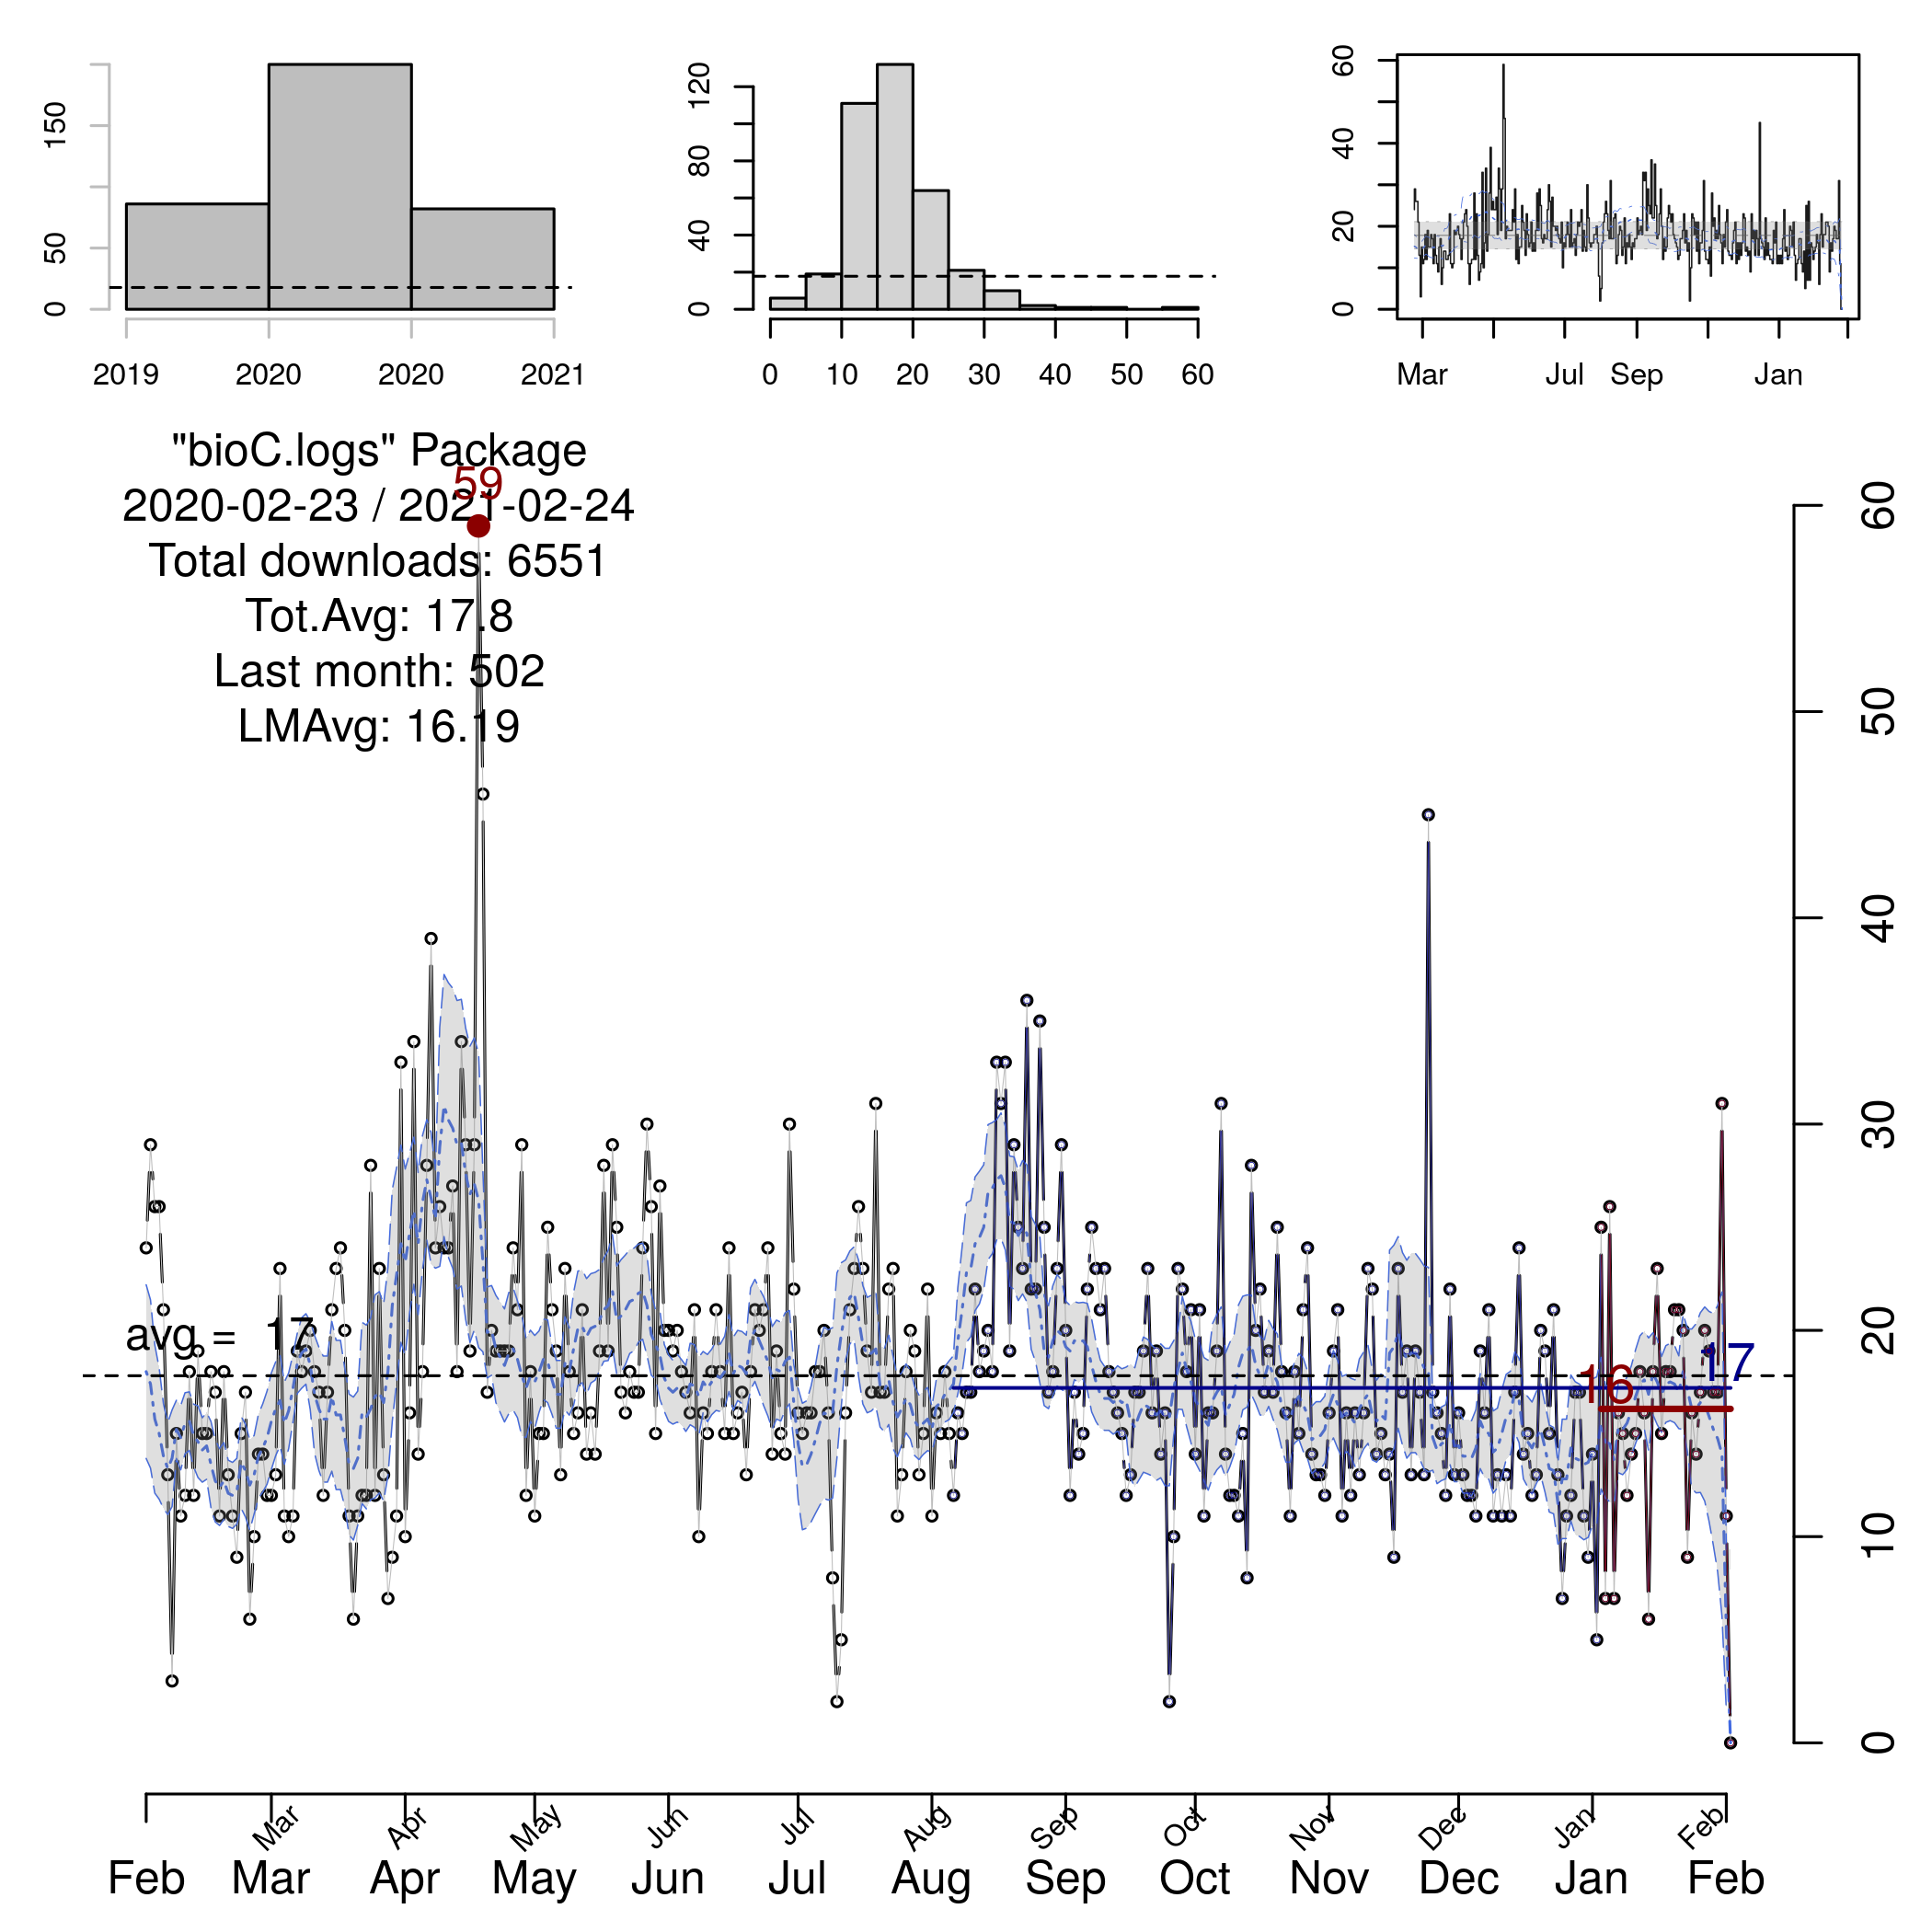 150
50
0
2019 2020 2020 2021
120
80
40
0
0 10 20 30 40 50 60
60
40
20
0
Mar Jul Sep Jan
"bioC.logs" Package
59
2020-02-23 / 2021-02-24
Total downloads: 6551
Tot.Avg: 17.8
Last month: 502
LMAvg: 16.19
60
50
40
30
20
10
0
avg = 17
17
16
Mar Apr May Jun Jul Aug Sep Oct Nov Dec Jan Feb
Feb Mar Apr May Jun Jul Aug Sep Oct Nov Dec Jan Feb